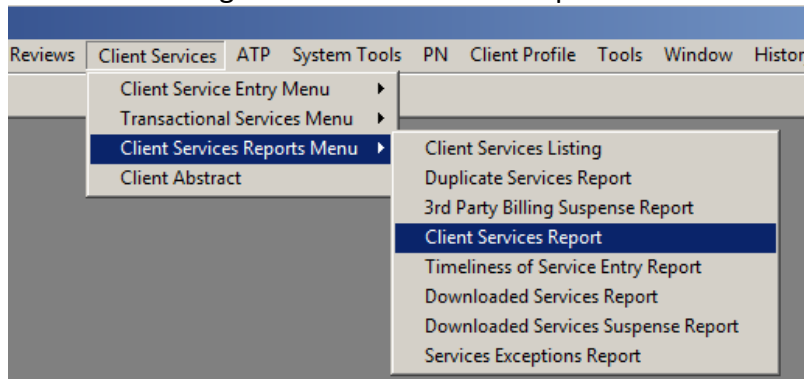 Reviews Client Services ATP System Tools PN Client Profile Tools Window Histor
Client Service Entry Menu
Transactional Services Menu
Client Services Reports Menu
Client Abstract
Client Services Listing
Duplicate Services Report
3rd Party Billing Suspense Report
Client Services Report
Timeliness of Service Entry Report
Downloaded Services Report
Downloaded Services Suspense Report
Services Exceptions Report